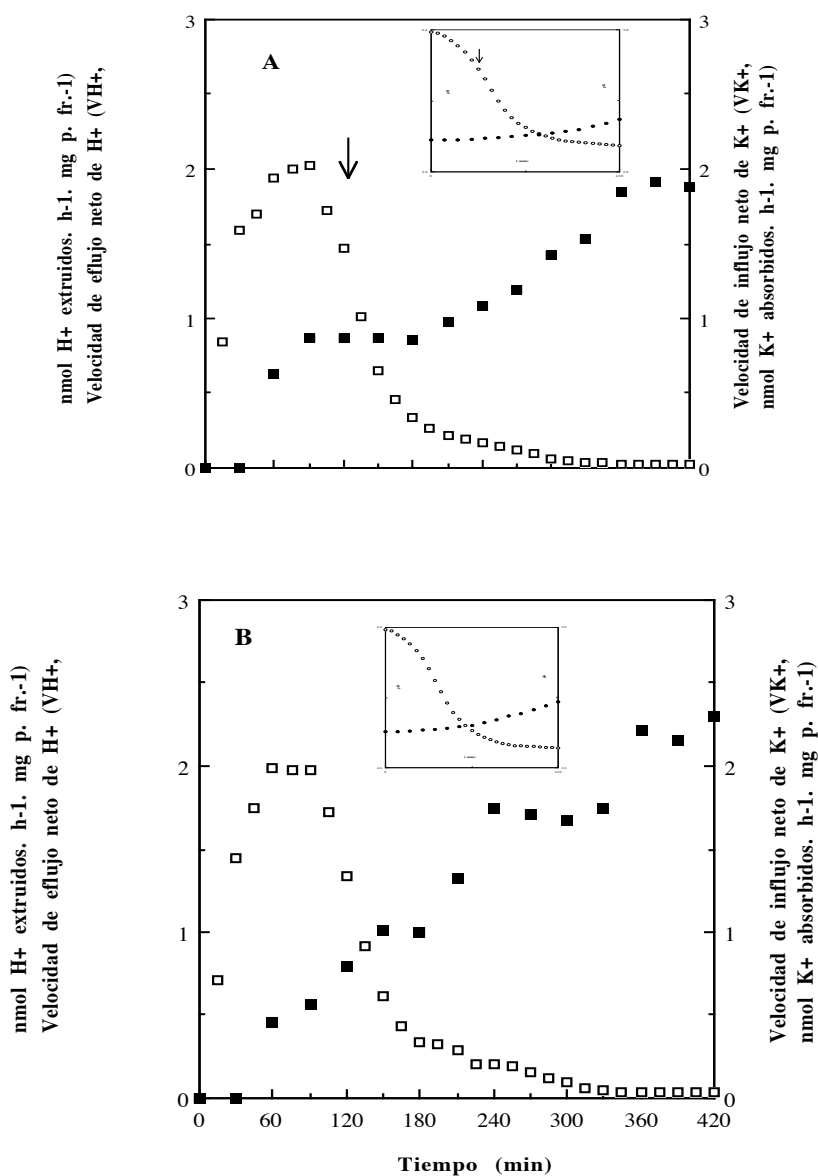 3
3
A
nmol H+ extruidos. h-1. mg p. fr.-1)
Velocidad de eflujo neto de H+ (VH+,
2
2
Velocidad de influjo neto de K+ (VK+,
nmol K+ absorbidos. h-1. mg p. fr.-1)
1
1
0
0
3
3
B
nmol H+ extruidos. h-1. mg p. fr.-1)
Velocidad de eflujo neto de H+ (VH+,
2
2
Velocidad de influjo neto de K+ (VK+,
nmol K+ absorbidos. h-1. mg p. fr.-1)
1
1
0
0
0 60 120 180 240 300 360 420
Tiempo (min)